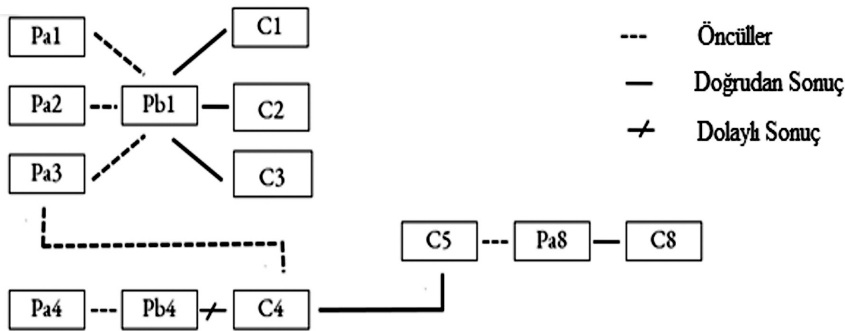 Pa1
C1
Pa2
Pb1
C2
Pa3
C3
Öncüller
Doğrudan Sonuç
Dolaylı Sonuç
C5
Pa8
C8
Pa4
Pb4
C4